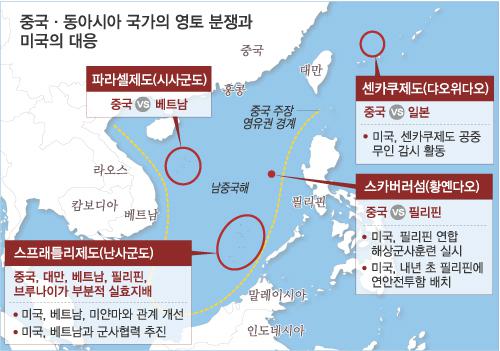 중국·동아시아 국가의 영토 분쟁과
미국의 대응
중국
대만
홍콩
파라셀제도(시사군도)
중국 VS 베트남
중국 주장
영유권 경계
센카쿠제도(댜오위다오)
중국 VS 일본
• 미국, 센카쿠제도 공중
무인 감시 활동
라오스
캄보디아
베트남
남중국해
필리핀
스카버러섬(황옌다오)
중국 VS 필리핀
• 미국, 필리핀 연합
해상군사훈련 실시
• 미국, 내년 초 필리핀에
연안전투함 배치
스프래틀리제도(난사군도)
중국, 대만, 베트남, 필리핀,
브루나이가 부분적 실효지배
• 미국, 베트남, 미얀마와 관계 개선
• 미국, 베트남과 군사협력 추진
말레이시아
인도네시아